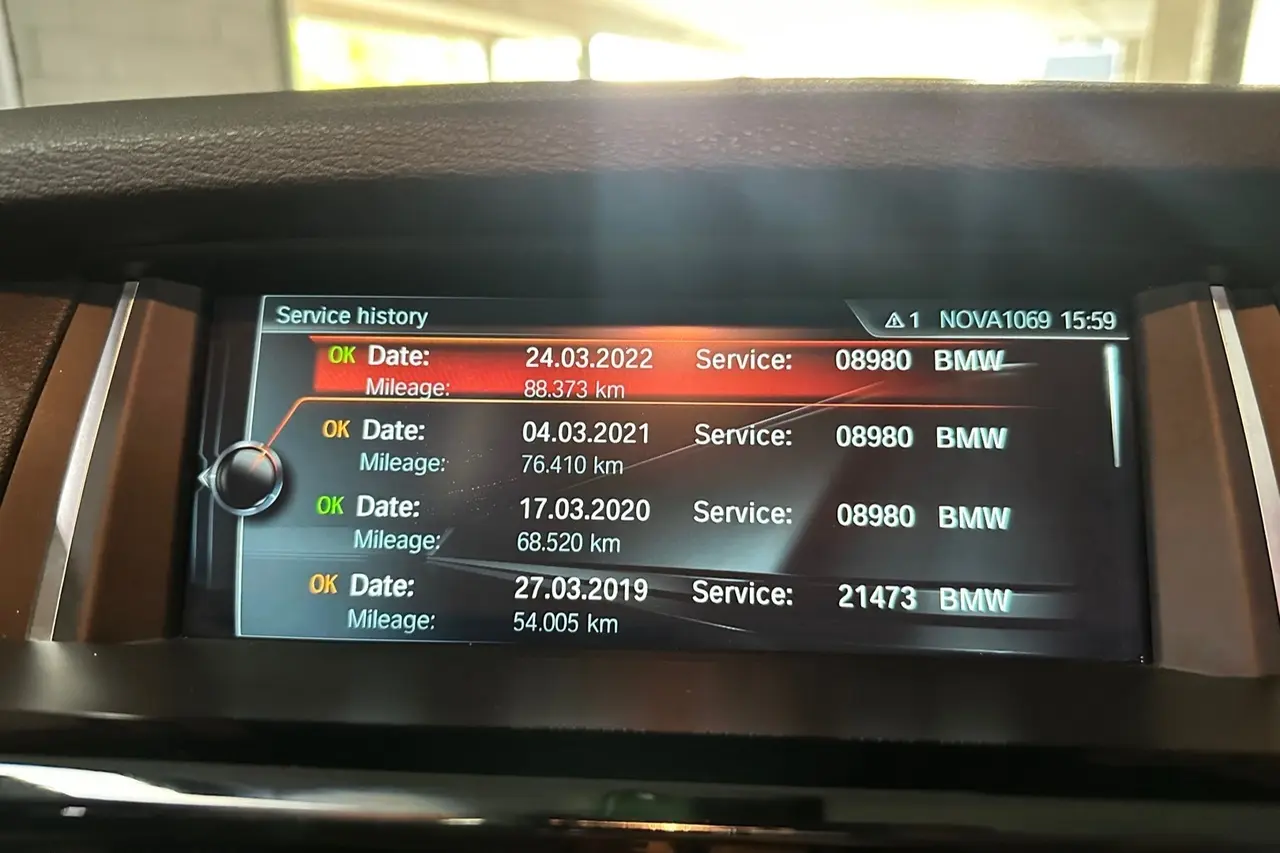 Service history ⚠1 NOVA1069 15:59
OK Date: 24.03.2022 Service: 08980 BMW
Mileage: 88.373 km
OK Date: 04.03.2021 Service: 08980 BMW
Mileage: 76.410 km
OK Date: 17.03.2020 Service: 08980 BMW
Mileage: 68.520 km
OK Date: 27.03.2019 Service: 21473 BMW
Mileage: 54.005 km